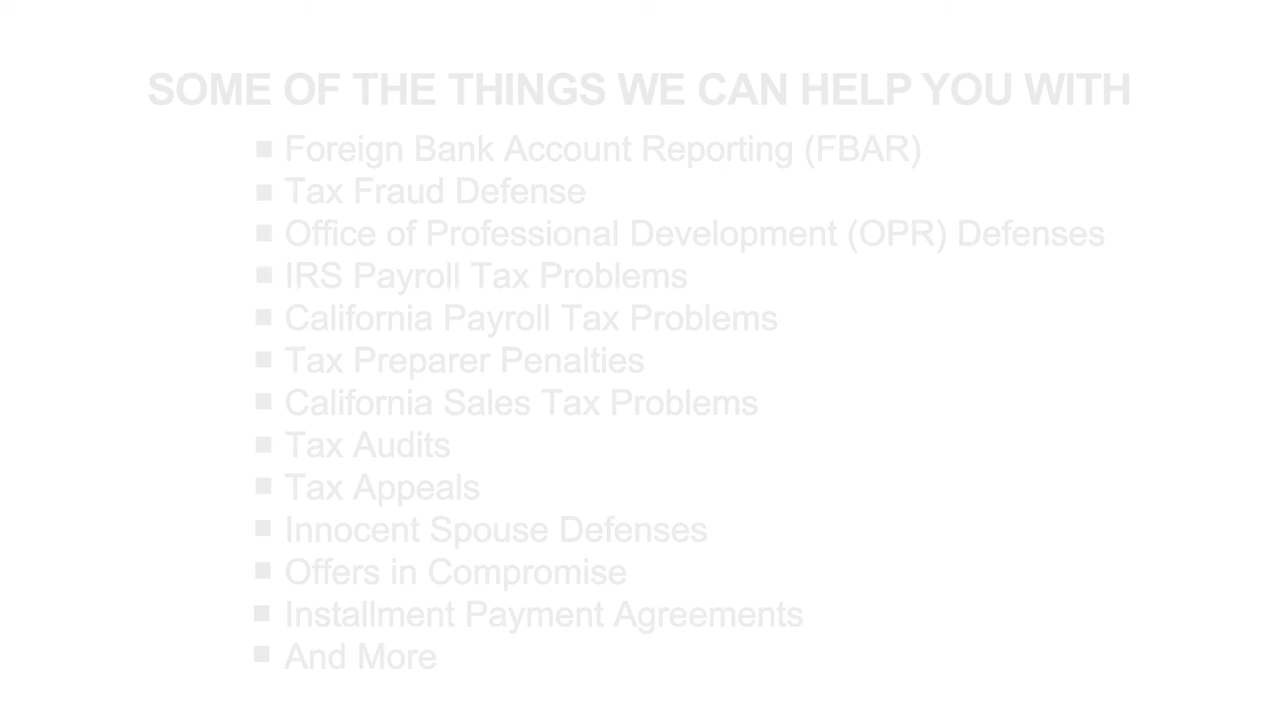 SOME OF THE THINGS WE CAN HELP YOU WITH
▪ Foreign Bank Account Reporting (FBAR)
▪ Tax Fraud Defense
▪ Office of Professional Development (OPR) Defenses
▪ IRS Payroll Tax Problems
▪ California Payroll Tax Problems
▪ Tax Preparer Penalties
▪ California Sales Tax Problems
▪ Tax Audits
▪ Tax Appeals
▪ Innocent Spouse Defenses
▪ Offers in Compromise
▪ Installment Payment Agreements
▪ And More